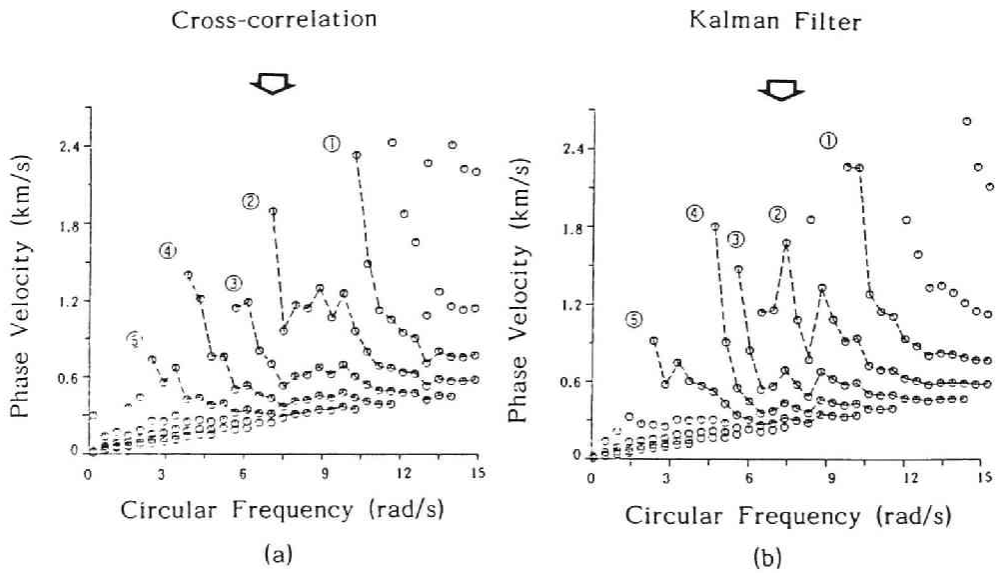 Cross-correlation
Kalman Filter
Phase Velocity (km/s)
2.4
1.8
1.2
0.6
0
① ② ③ ④ ⑤
0 3 6 9 12 15
Circular Frequency (rad/s)
(a)
Phase Velocity (km/s)
2.4
1.8
1.2
0.6
0
① ② ③ ④ ⑤
0 3 6 9 12 15
Circular Frequency (rad/s)
(b)